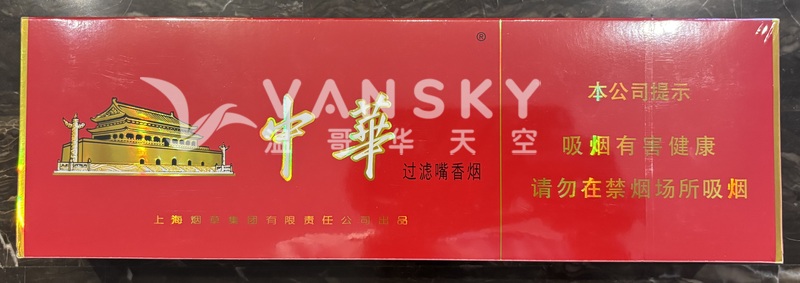 ®
VANSKY
温哥华天空
中華
过滤嘴香烟
上海烟草集团有限责任公司出品
本公司提示
吸烟有害健康
请勿在禁烟场所吸烟